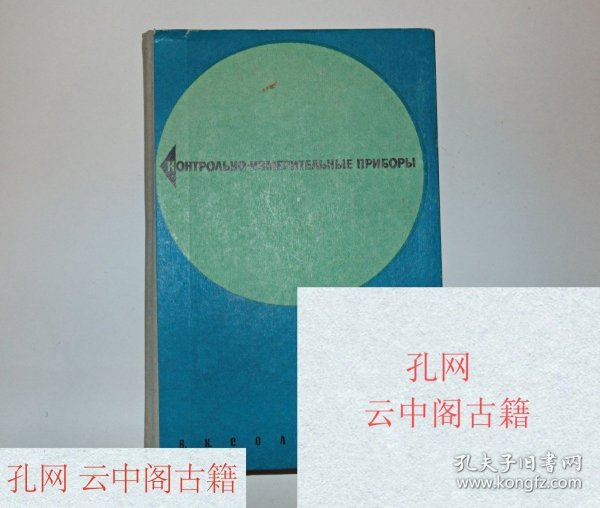 КОНТРОЛЬНО-ИЗМЕРИТЕЛЬНЫЕ ПРИБОРЫ
孔网
云中阁古籍
孔网 云中阁古籍
孔夫子旧书网
www.kongfz.com